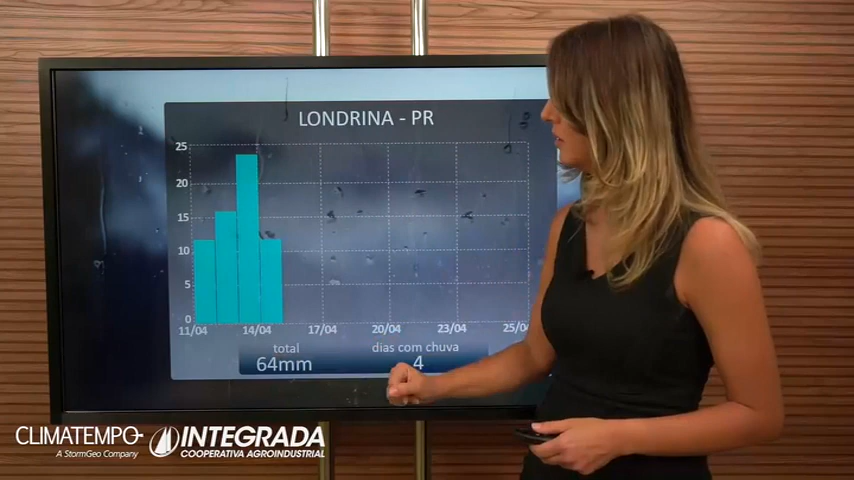 LONDRINA - PR
25
20
15
10
5
0
11/04 14/04 17/04 20/04 23/04 25/0
total dias com chuva
64mm 4
CLIMATEMPO
A StormGeo Company
INTEGRADA
COOPERATIVA AGROINDUSTRIAL